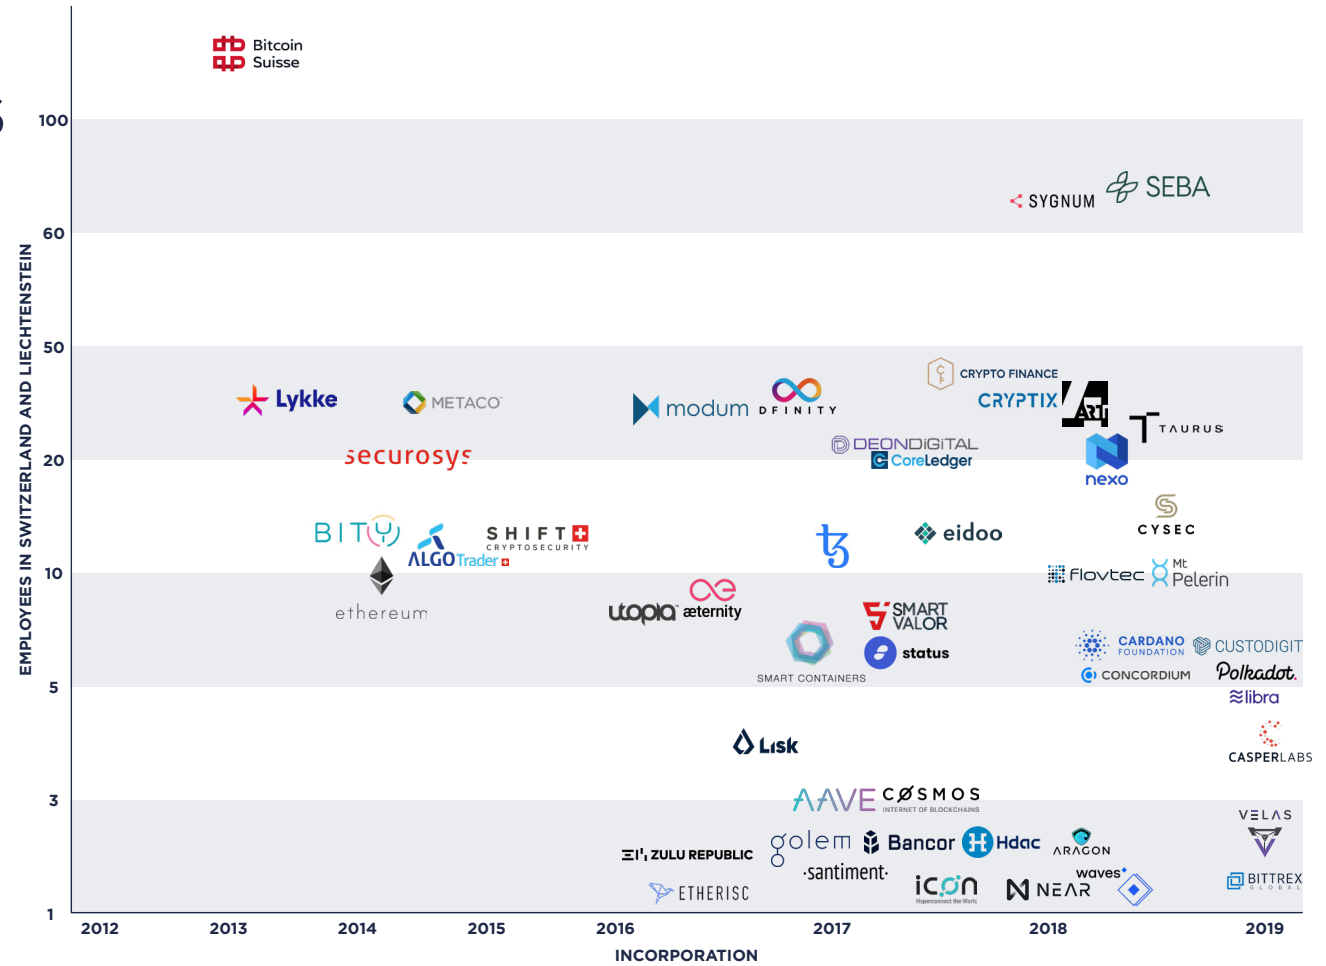 Bitcoin
Suisse
100
SEBA
SYGNUM
60
EMPLOYEES IN SWITZERLAND AND LIECHTENSTEIN
50
CRYPTO FINANCE
Lykke
METACO
modum
DFINITY
CRYPTIX
ART
TAURUS
DEONDIGITAL
securosys
CoreLedger
20
nexo
BITY
ALGOTrader
SHIFT
CRYPTOSECURITY
eidoo
CYSEC
10
flovtec
Mt
Pelerin
ethereum
utopia
æternity
SMART
VALOR
status
SMART CONTAINERS
CARDANO
FOUNDATION
CUSTODIGIT
CONCORDIUM
Polkadot.
5
libra
Lisk
CASPERLABS
3
AAVE
COSMOS
INTERNET OF BLOCKCHAINS
VELAS
ZULU REPUBLIC
golem
Bancor
Hdac
ARAGON
·santiment·
waves
ETHERISC
icon
Hyperconnect the World
NEAR
BITTREX
GLOBAL
1
2012
2013
2014
2015
2016
2017
2018
2019
INCORPORATION